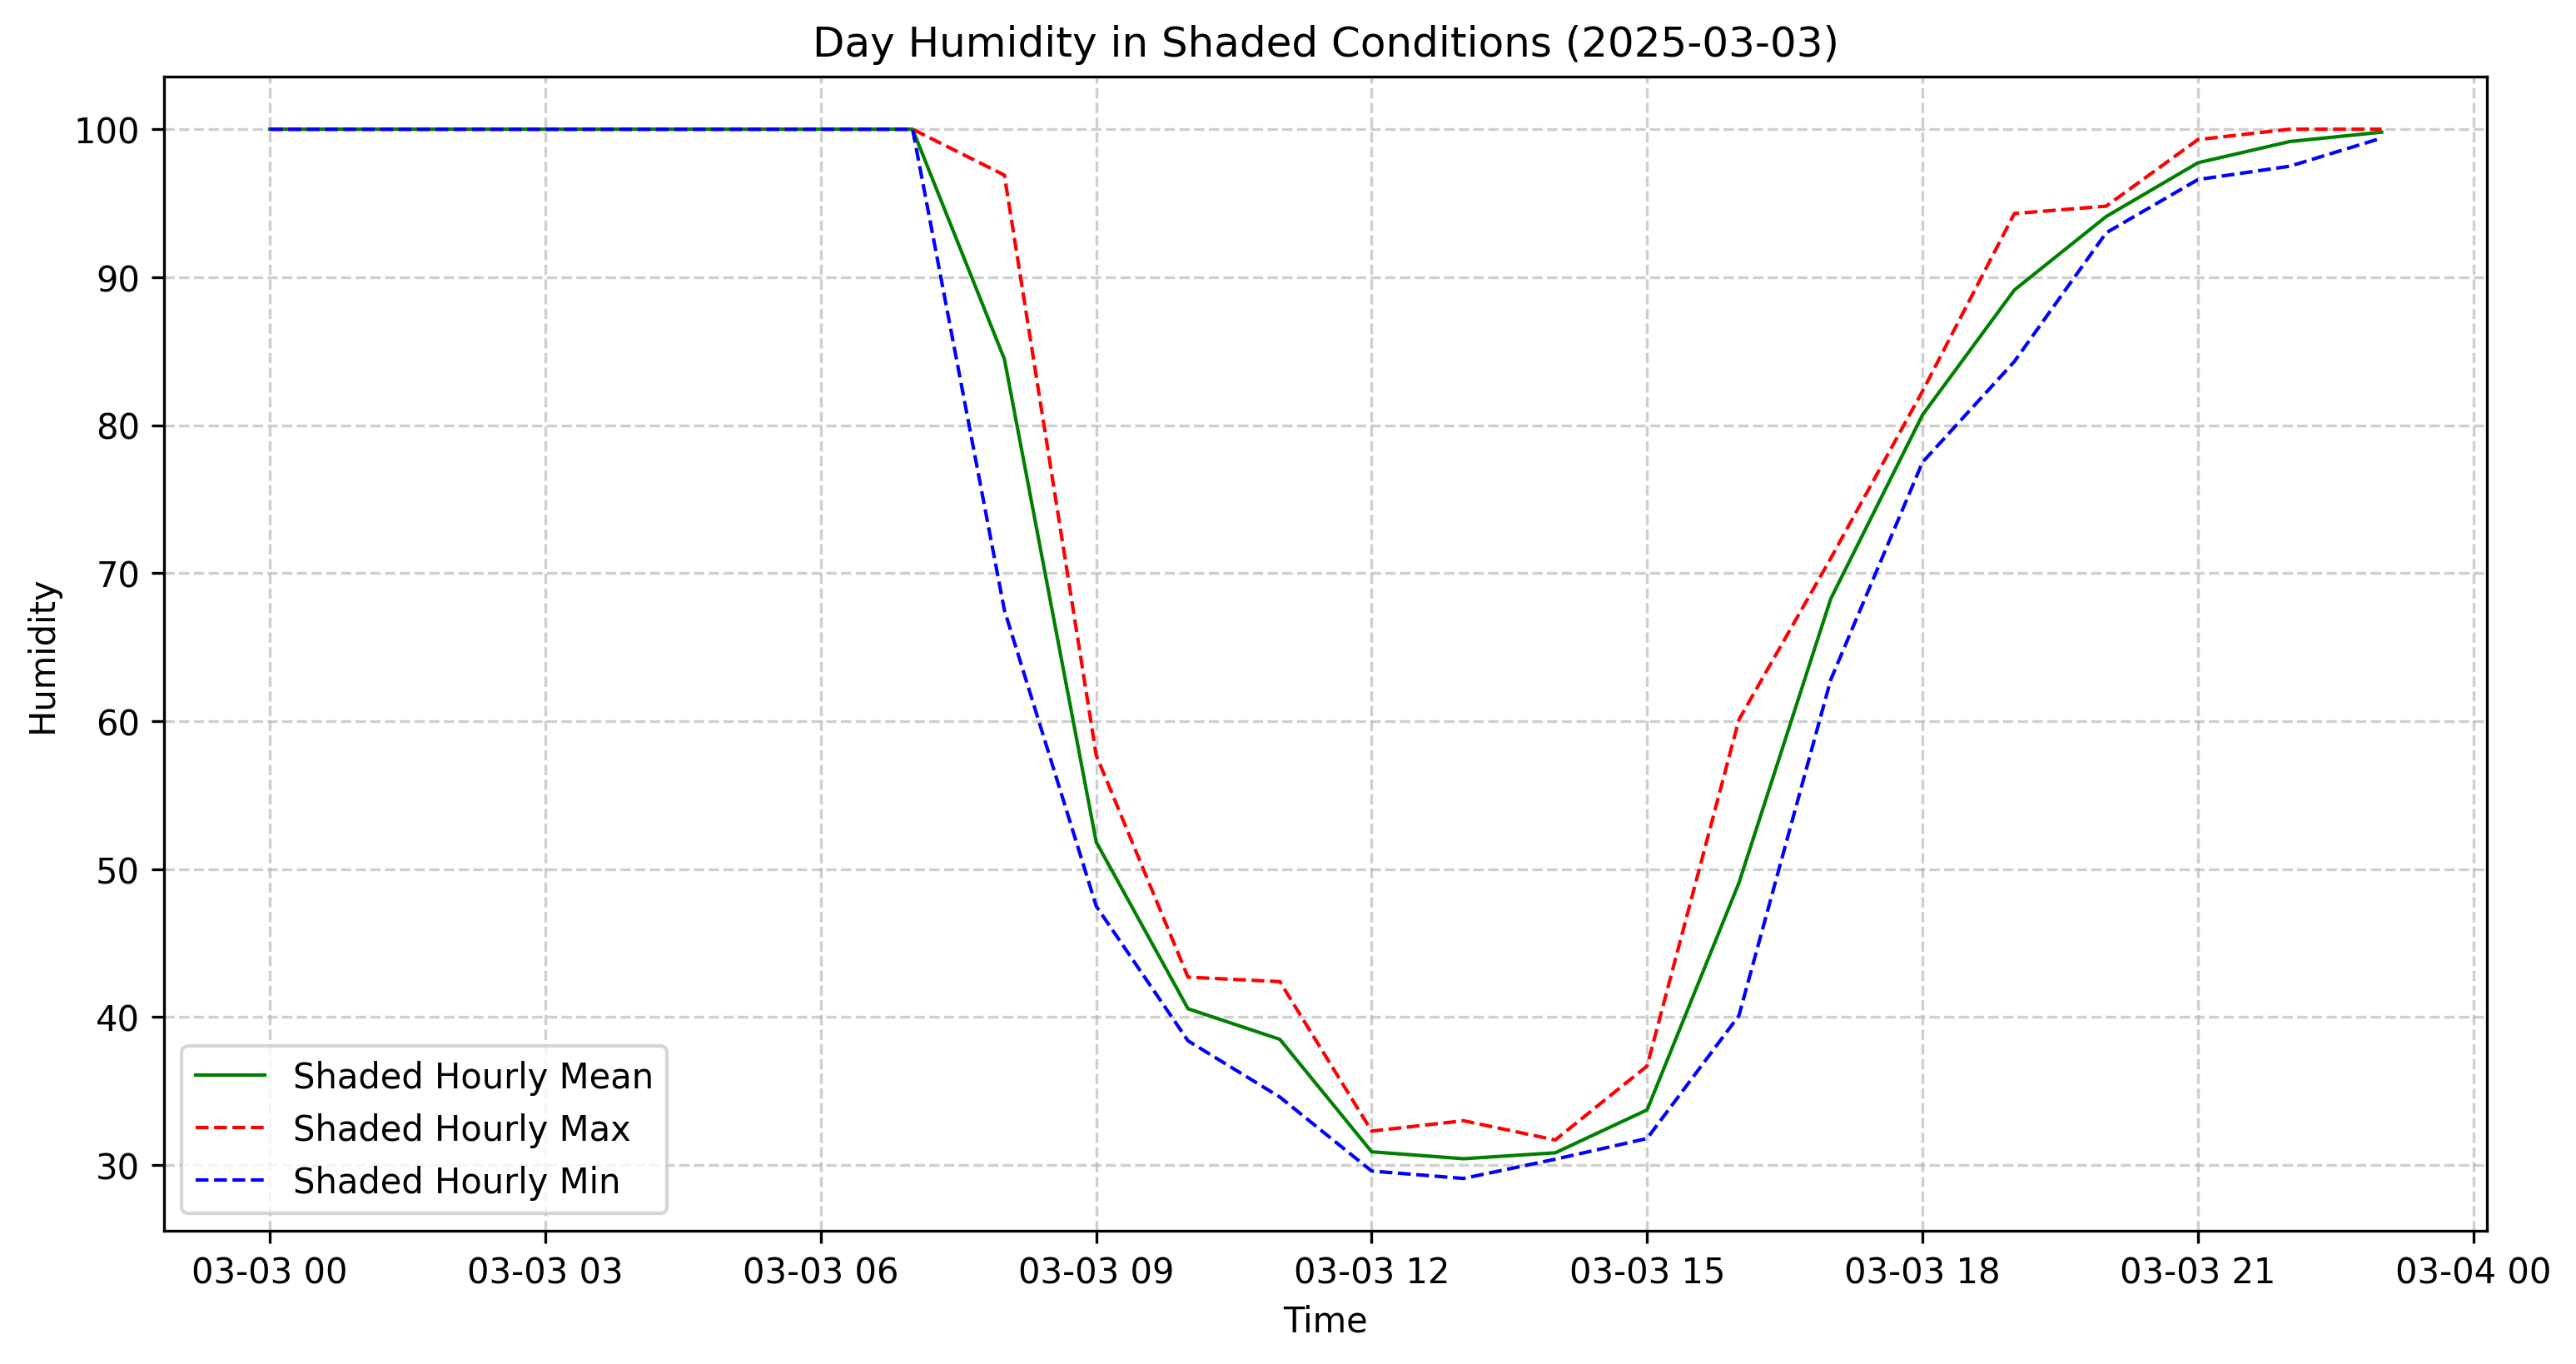 Day Humidity in Shaded Conditions (2025-03-03)
Humidity
100
90
80
70
60
50
40
30
Shaded Hourly Mean
Shaded Hourly Max
Shaded Hourly Min
03-03 00
03-03 03
03-03 06
03-03 09
03-03 12
03-03 15
03-03 18
03-03 21
03-04 00
Time